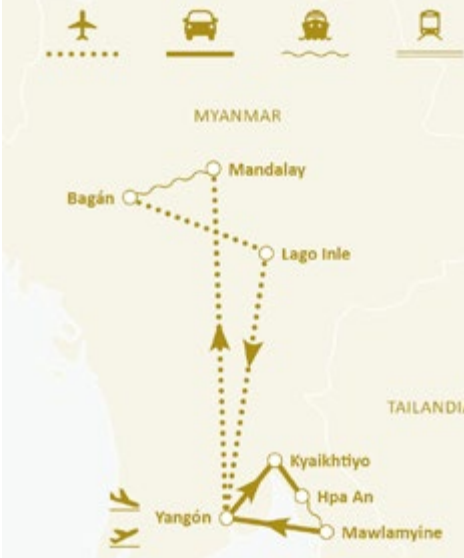 MYANMAR
Mandalay
Bagán
Lago Inle
TAILANDIA
Kyaikhtiyo
Hpa An
Yangón
Mawlamyine